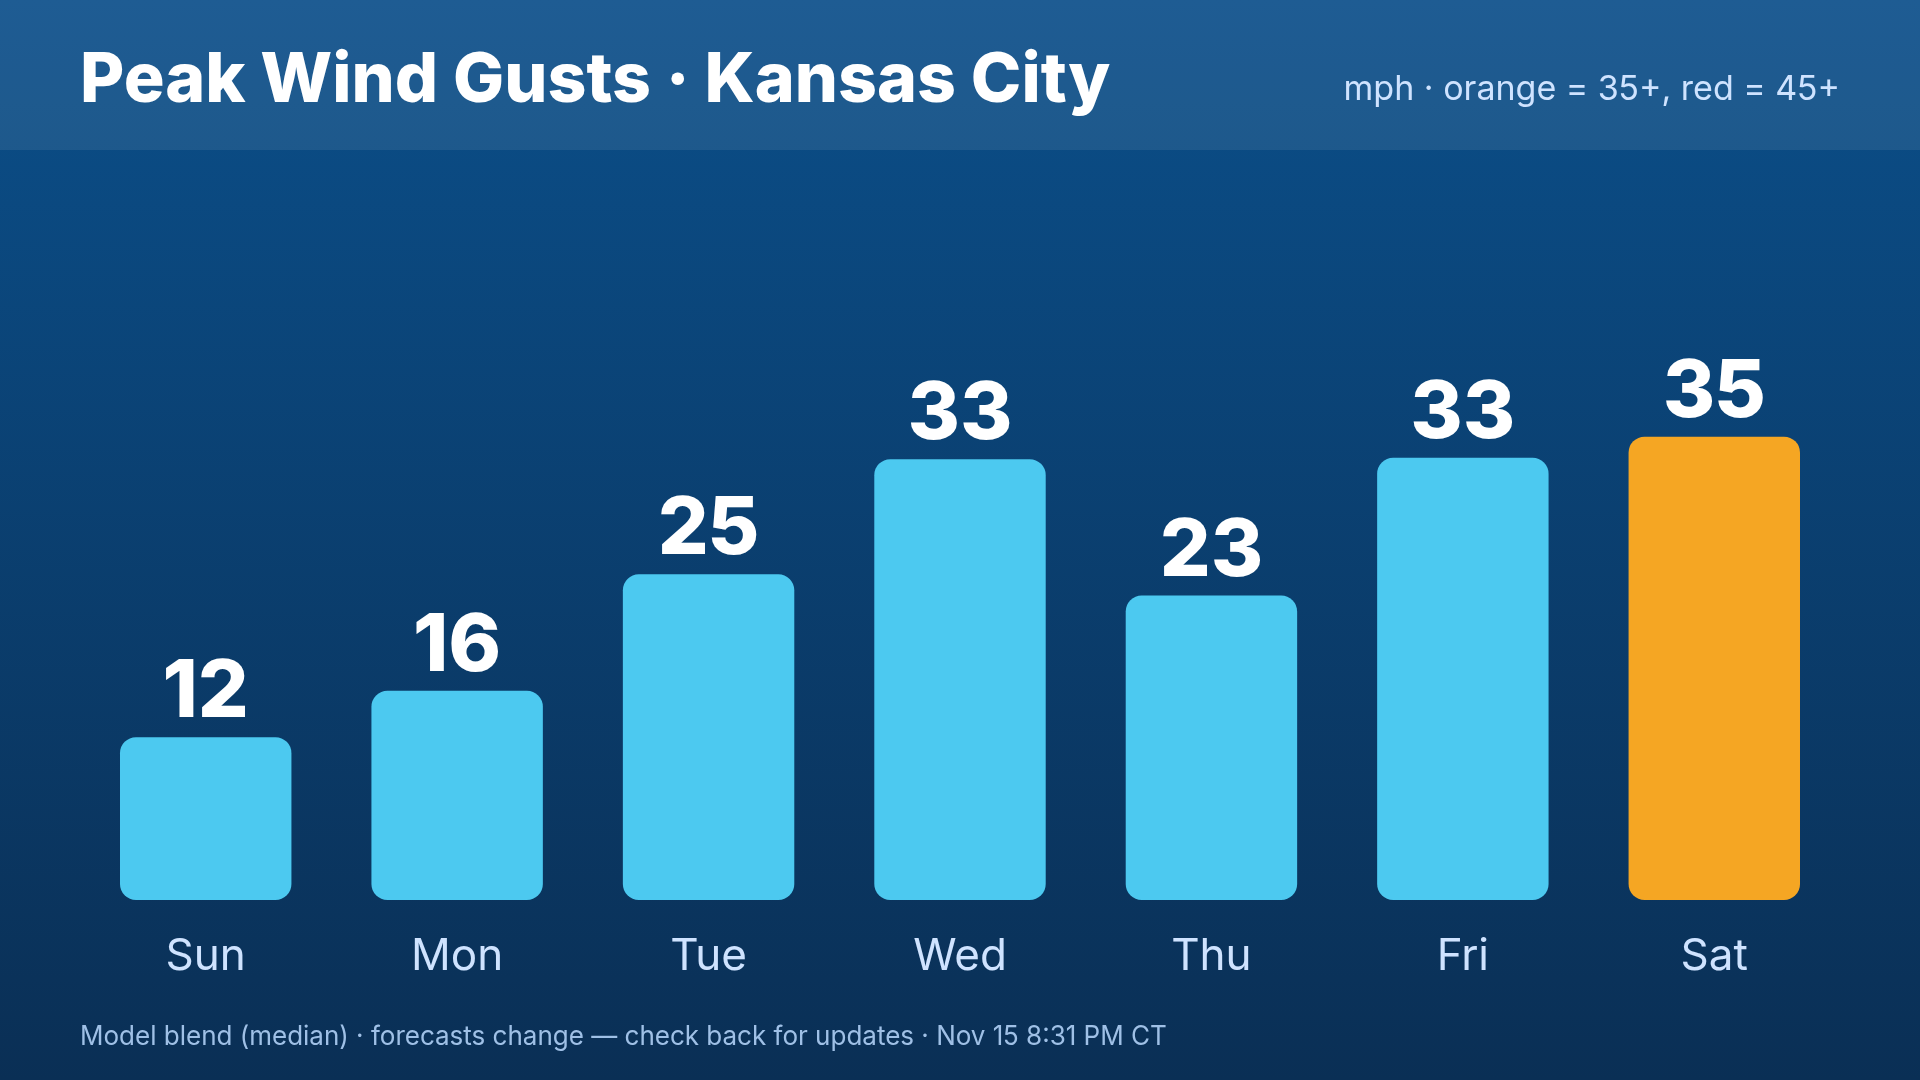 Peak Wind Gusts · Kansas City
mph · orange = 35+, red = 45+
12
16
25
33
23
33
35
Sun
Mon
Tue
Wed
Thu
Fri
Sat
Model blend (median) · forecasts change — check back for updates · Nov 15 8:31 PM CT